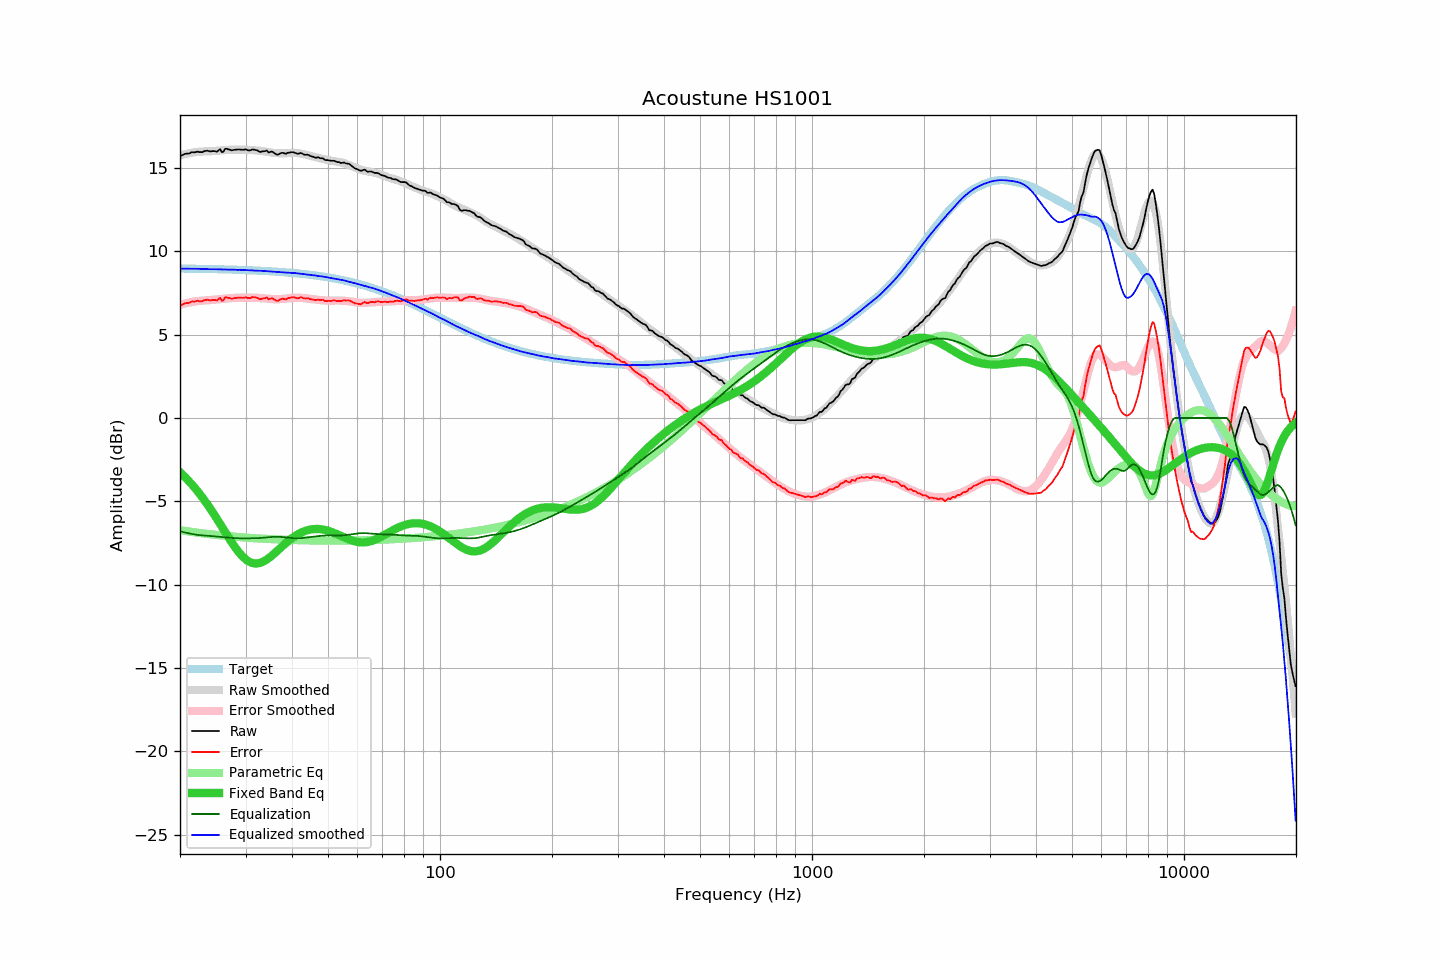 Acoustune HS1001
Amplitude (dBr)
15
10
5
0
−5
−10
−15
−20
−25
Target
Raw Smoothed
Error Smoothed
Raw
Error
Parametric Eq
Fixed Band Eq
Equalization
Equalized smoothed
100 1000 10000
Frequency (Hz)